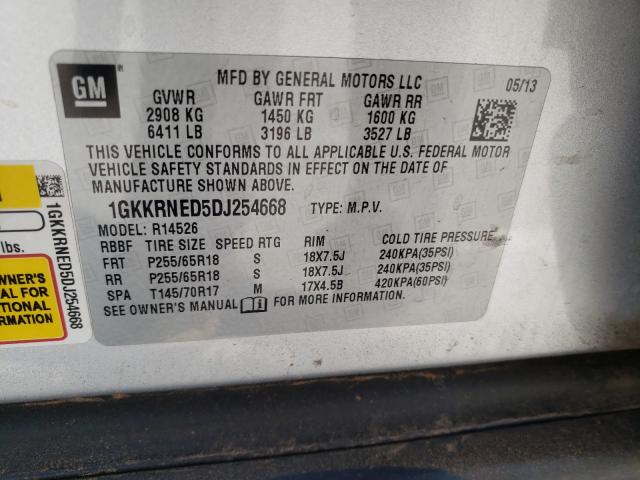 GM
MFD BY GENERAL MOTORS LLC
05/13
GVWR GAWR FRT GAWR RR
2908 KG 1450 KG 1600 KG
6411 LB 3196 LB 3527 LB
THIS VEHICLE CONFORMS TO ALL APPLICABLE U.S. FEDERAL MOTOR
VEHICLE SAFETY STANDARDS IN EFFECT ON THE DATE OF
MANUFACTURE SHOWN ABOVE.
1GKKRNED5DJ254668 TYPE: M.P.V.
MODEL: R14526
RBBF TIRE SIZE SPEED RTG RIM COLD TIRE PRESSURE
FRT P255/65R18 S 18X7.5J 240KPA(35PSI)
RR P255/65R18 S 18X7.5J 240KPA(35PSI)
SPA T145/70R17 M 17X4.5B 420KPA(60PSI)
SEE OWNER'S MANUAL i FOR MORE INFORMATION
lbs.
1GKKRNED5DJ254668
OWNER'S
AL FOR
TIONAL
RMATION